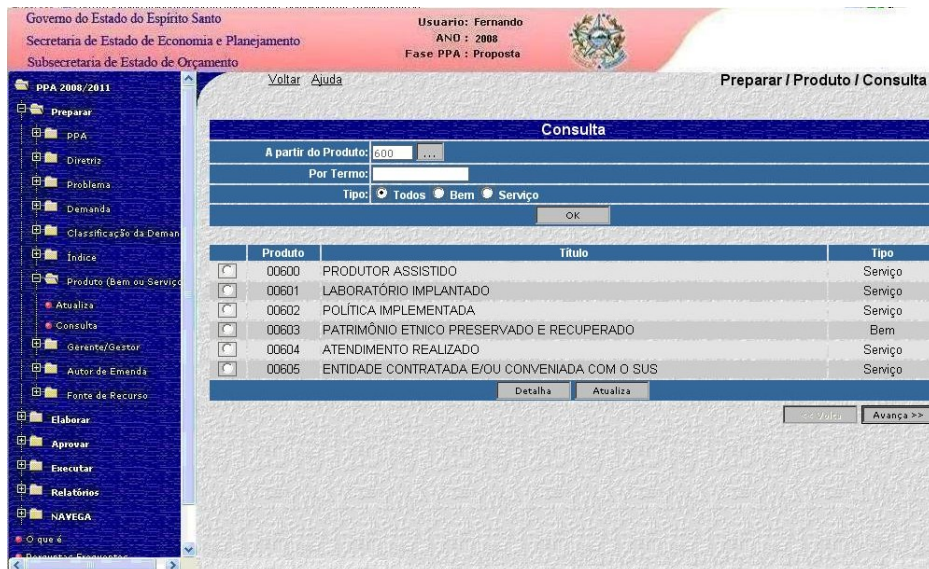 Governo do Estado do Espírito Santo
Secretaria de Estado de Economia e Planejamento
Subsecretaria de Estado de Orçamento
Usuario: Fernando
ANO : 2008
Fase PPA : Proposta
PPA 2008/2011
Preparar
PPA
Diretriz
Problema
Demanda
Classificação da Deman
Índice
Produto (Bem ou Serviço
Atualiza
Consulta
Gerente/Gestor
Autor de Emenda
Fonte de Recurso
Elaborar
Aprovar
Executar
Relatórios
NAVEGA
O que é
Perguntas Frequentes
Voltar Ajuda
Preparar / Produto / Consulta
Consulta
A partir do Produto: 600 ...
Por Termo:
Tipo: Todos Bem Serviço
OK
Produto Título Tipo
00600 PRODUTOR ASSISTIDO Serviço
00601 LABORATÓRIO IMPLANTADO Serviço
00602 POLÍTICA IMPLEMENTADA Serviço
00603 PATRIMÔNIO ETNICO PRESERVADO E RECUPERADO Bem
00604 ATENDIMENTO REALIZADO Serviço
00605 ENTIDADE CONTRATADA E/OU CONVENIADA COM O SUS Serviço
Detalha Atualiza
<< Volta Avança >>